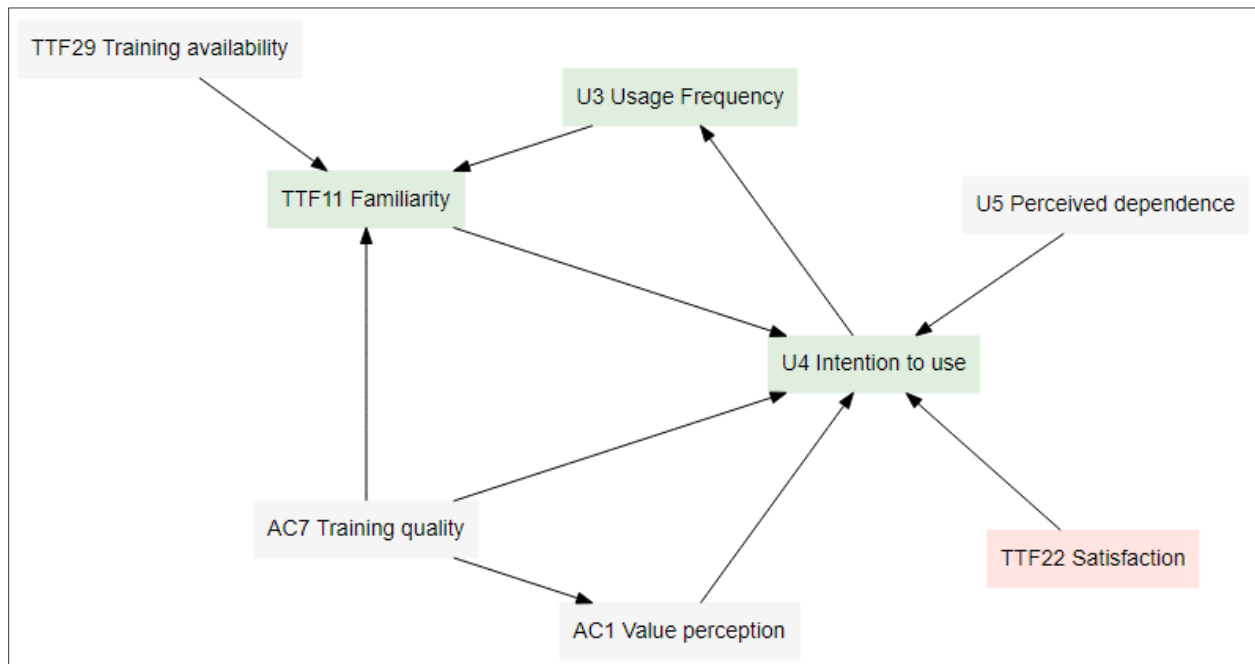 TTF29 Training availability
U3 Usage Frequency
TTF11 Familiarity
U5 Perceived dependence
U4 Intention to use
AC7 Training quality
TTF22 Satisfaction
AC1 Value perception